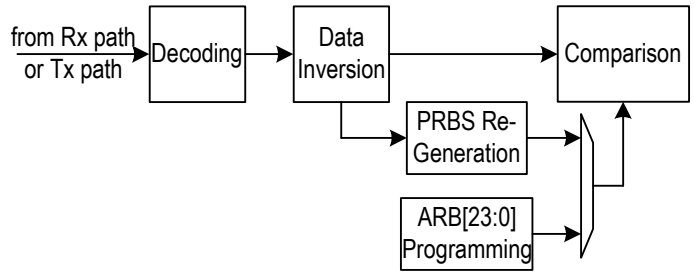 from Rx path
or Tx path
Decoding
Data
Inversion
Comparison
PRBS Re-
Generation
ARB[23:0]
Programming